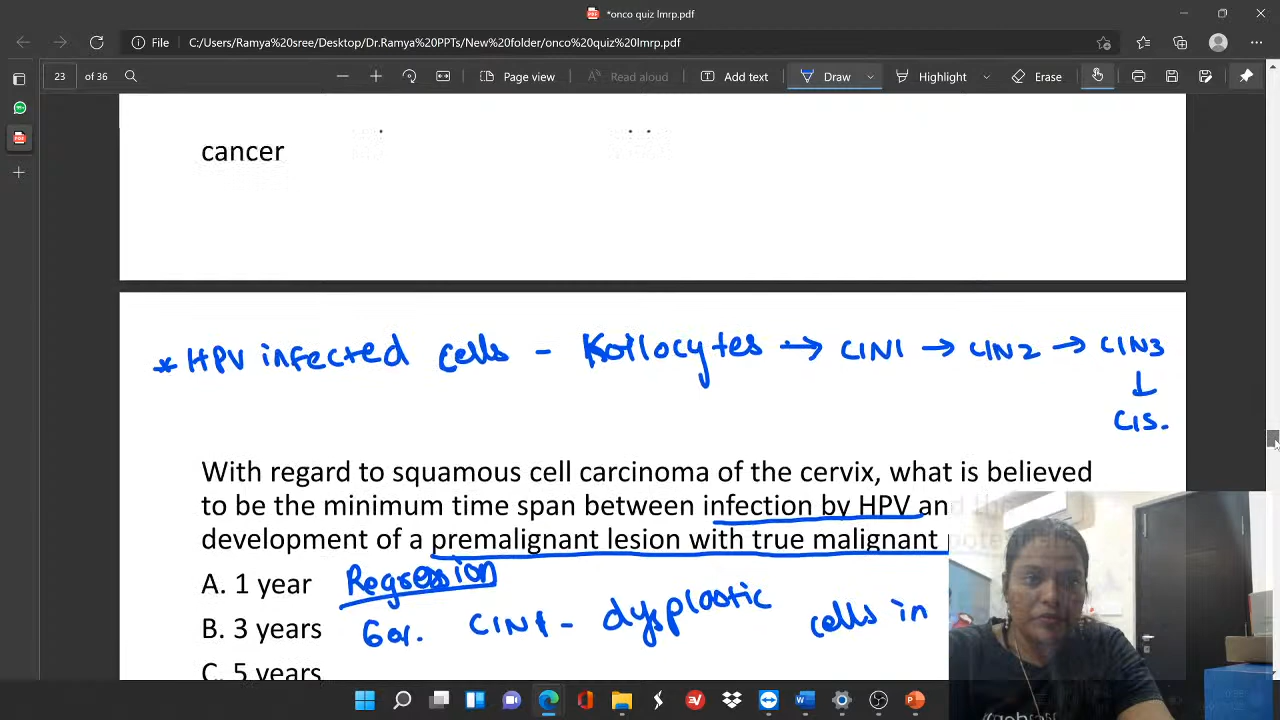 *onco quiz lmrp.pdf
File C:/Users/Ramya%20sree/Desktop/Dr.Ramya%20PPTs/New%20folder/onco%20quiz%20lmrp.pdf
23 of 36 Page view Read aloud Add text Draw Highlight Erase
cancer
* HPV infected cells - Koilocytes → CIN1 → CIN2 → CIN3
↓
CIS.
With regard to squamous cell carcinoma of the cervix, what is believed
to be the minimum time span between infection by HPV and the
development of a premalignant lesion with true malignant
A. 1 year Regression
CIN1 - dysplastic cells in
B. 3 years
C. 5 years